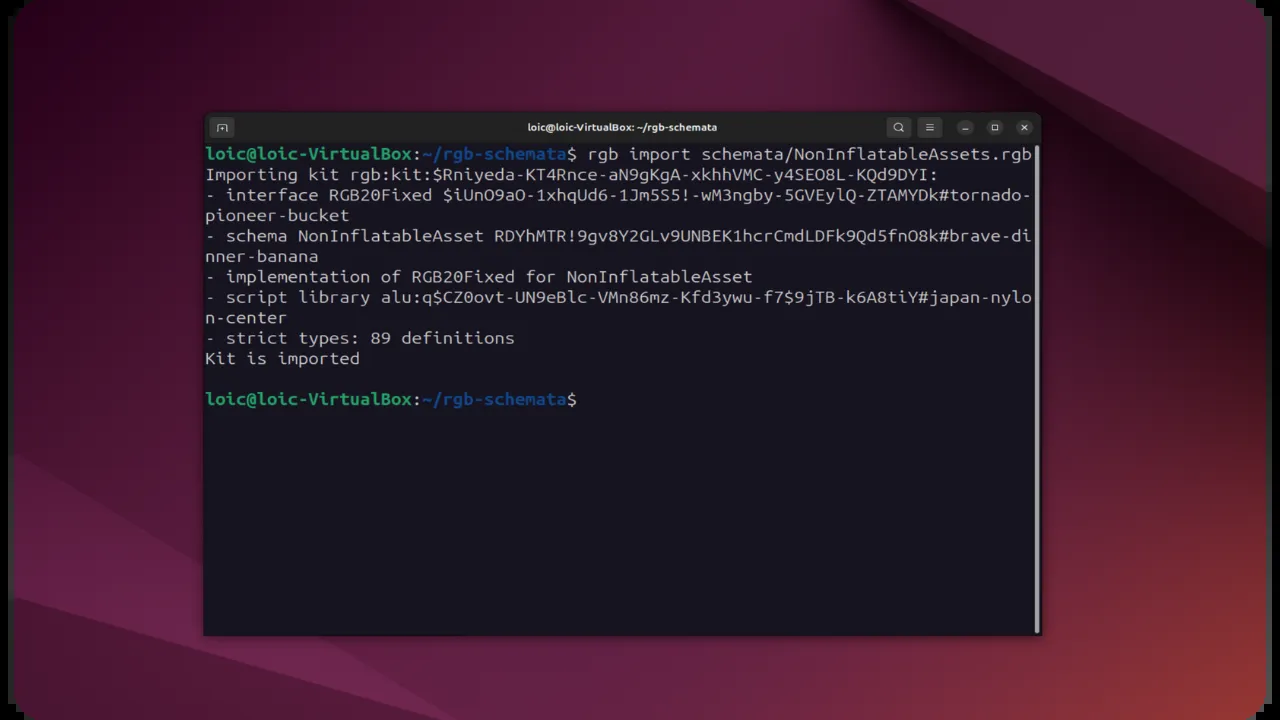 loic@loic-VirtualBox: ~/rgb-schemata
loic@loic-VirtualBox:~/rgb-schemata$ rgb import schemata/NonInflatableAssets.rgb
Importing kit rgb:kit:$Rniyeda-KT4Rnce-aN9gKgA-xkhhVMC-y4SEO8L-KQd9DYI:
- interface RGB20Fixed $iUnO9aO-1xhqUd6-1Jm5S5!-wM3ngby-5GVEylQ-ZTAMYDk#tornado-
pioneer-bucket
- schema NonInflatableAsset RDYhMTR!9gv8Y2GLv9UNBEK1hcrCmdLDFk9Qd5fnO8k#brave-di
nner-banana
- implementation of RGB20Fixed for NonInflatableAsset
- script library alu:q$CZ0ovt-UN9eBlc-VMn86mz-Kfd3ywu-f7$9jTB-k6A8tiY#japan-nylo
n-center
- strict types: 89 definitions
Kit is imported
loic@loic-VirtualBox:~/rgb-schemata$